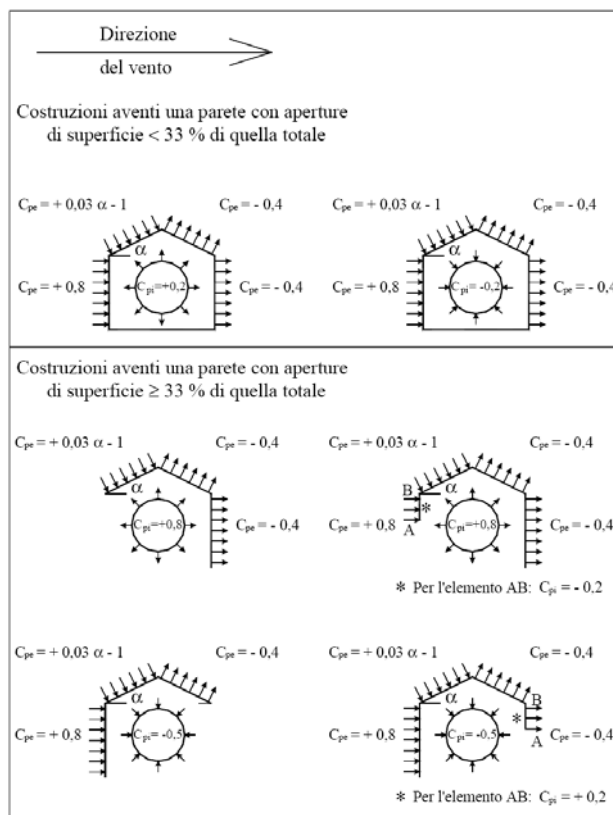 Direzione
del vento
Costruzioni aventi una parete con aperture
di superficie < 33 % di quella totale
Cpe = + 0,03 α - 1
Cpe = - 0,4
Cpe = + 0,03 α - 1
Cpe = - 0,4
α
α
Cpe = + 0,8
Cpi = +0,2
Cpe = - 0,4
Cpe = + 0,8
Cpi = -0,2
Cpe = - 0,4
Costruzioni aventi una parete con aperture
di superficie ≥ 33 % di quella totale
Cpe = + 0,03 α - 1
Cpe = - 0,4
Cpe = + 0,03 α - 1
Cpe = - 0,4
α
B
α
*
Cpi=+0,8
Cpe = - 0,4
Cpe = + 0,8
A
Cpi=+0,8
Cpe = - 0,4
* Per l'elemento AB: Cpi = - 0,2
Cpe = + 0,03 α - 1
Cpe = - 0,4
Cpe = + 0,03 α - 1
Cpe = - 0,4
α
α
B
*
Cpe = + 0,8
Cpi= -0,5
Cpe = + 0,8
Cpi= -0,5
A
Cpe = - 0,4
* Per l'elemento AB: Cpi = + 0,2